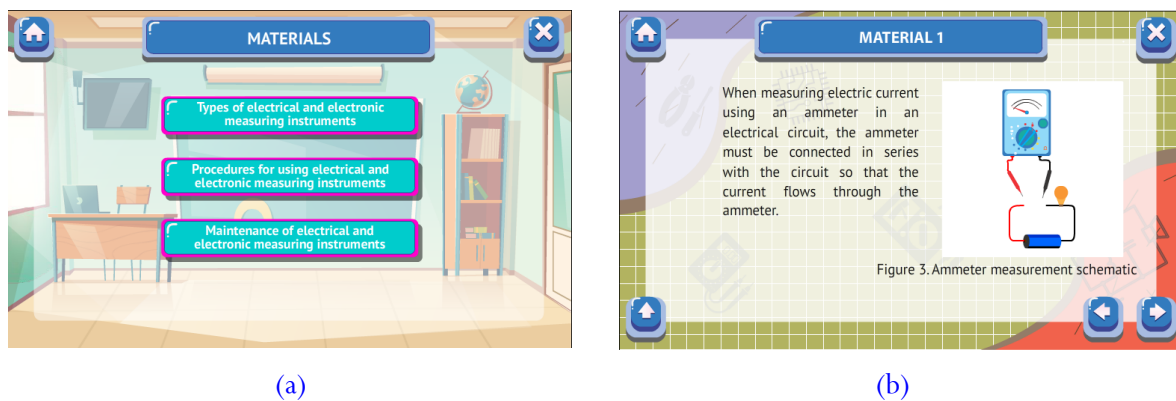 MATERIALS
Types of electrical and electronic
measuring instruments
Procedures for using electrical and
electronic measuring instruments
Maintenance of electrical and
electronic measuring instruments
(a)
MATERIAL 1
When measuring electric current
using an ammeter in an
electrical circuit, the ammeter
must be connected in series
with the circuit so that the
current flows through the
ammeter.
Figure 3. Ammeter measurement schematic
(b)